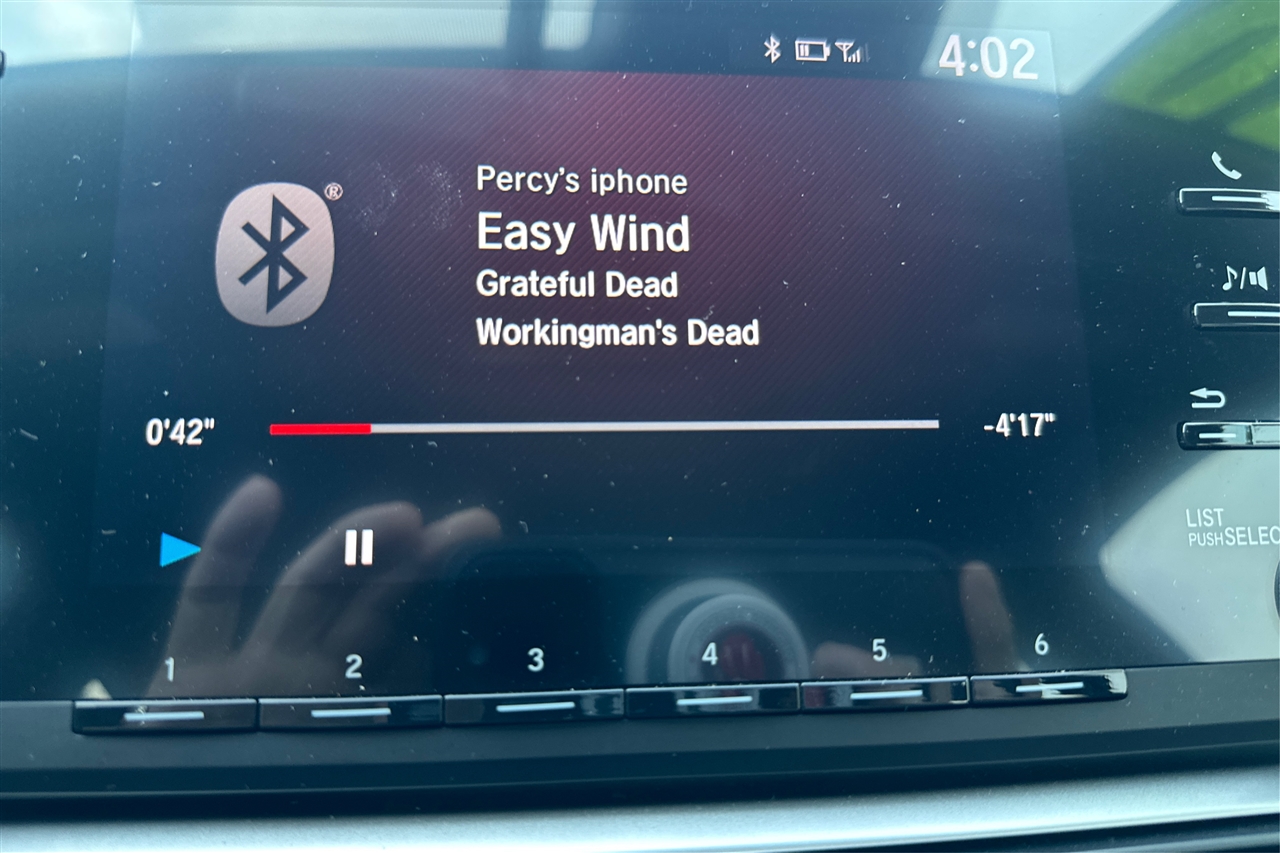 4:02
®
Percy's iphone
Easy Wind
Grateful Dead
Workingman's Dead
0'42" -4'17"
LIST
PUSH SELEC
1 2 3 4 5 6